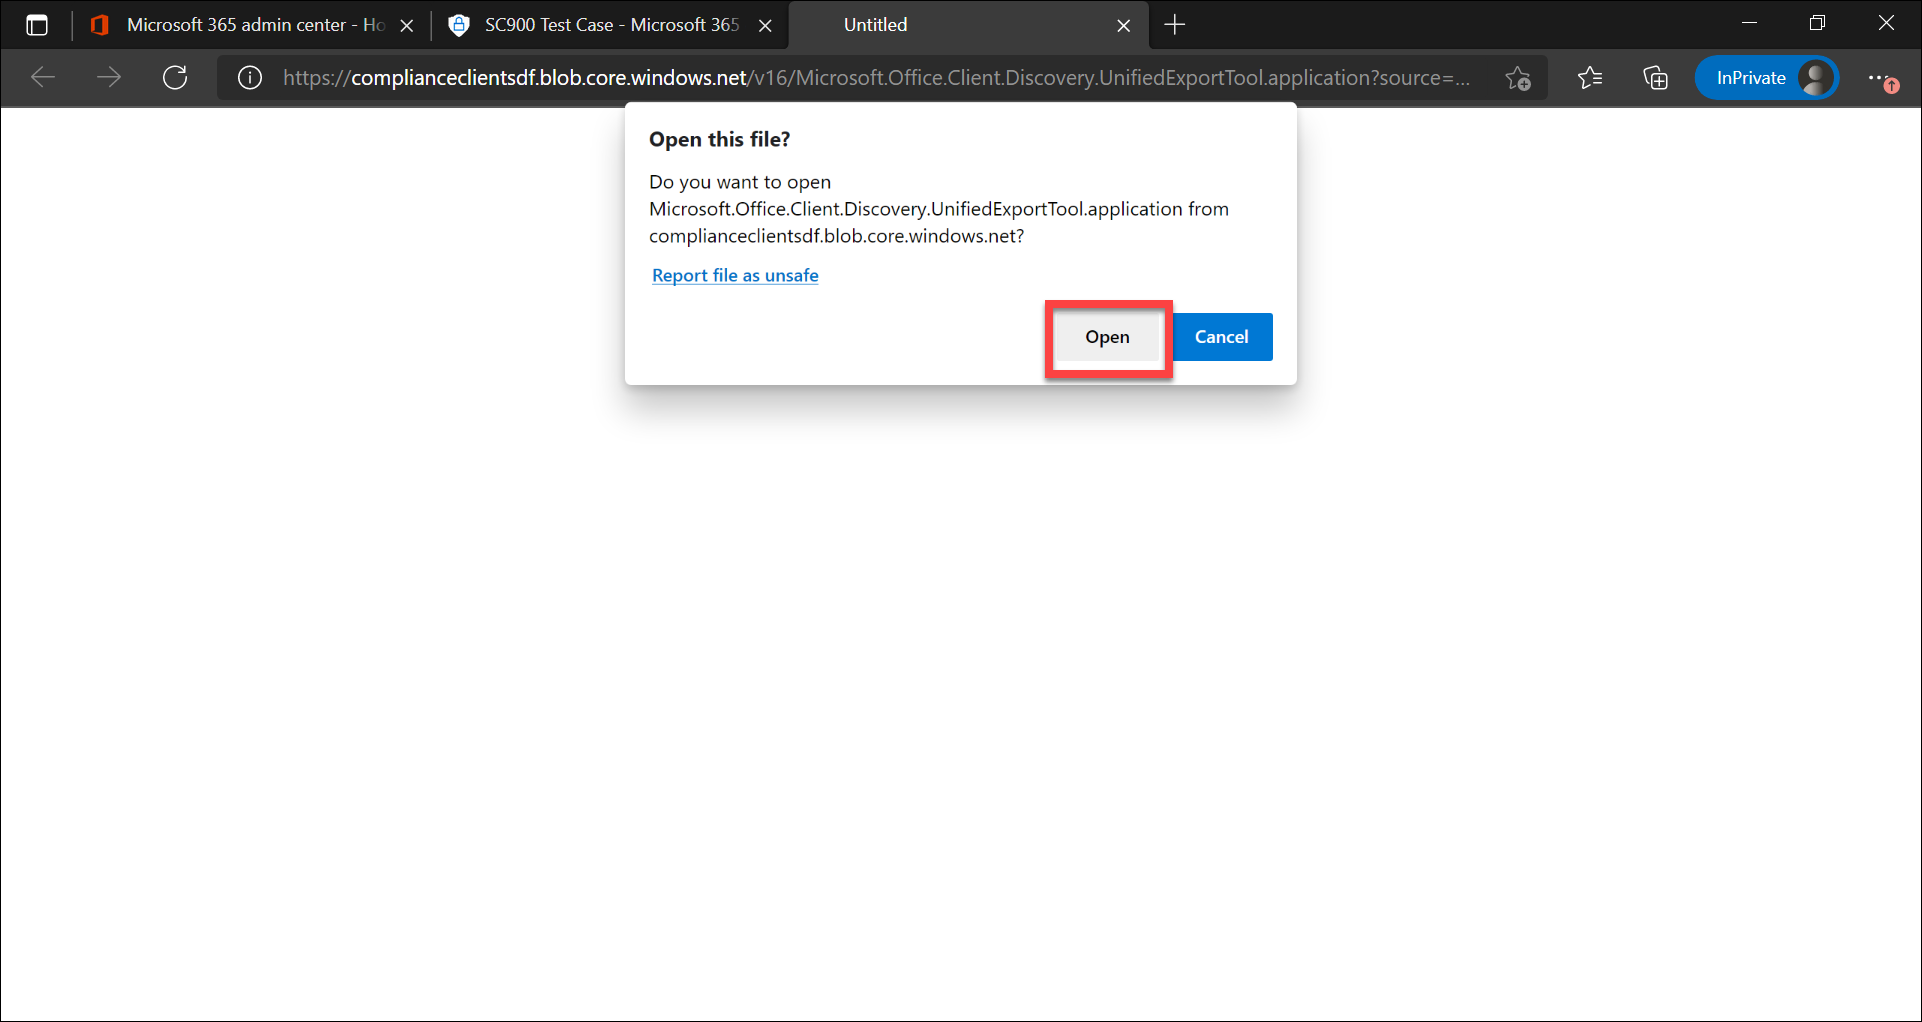 Microsoft 365 admin center - Ho
SC900 Test Case - Microsoft 365
Untitled
https://complianceclientsdf.blob.core.windows.net/v16/Microsoft.Office.Client.Discovery.UnifiedExportTool.application?source=...
InPrivate
Open this file?
Do you want to open
Microsoft.Office.Client.Discovery.UnifiedExportTool.application from
complianceclientsdf.blob.core.windows.net?
Report file as unsafe
Open
Cancel